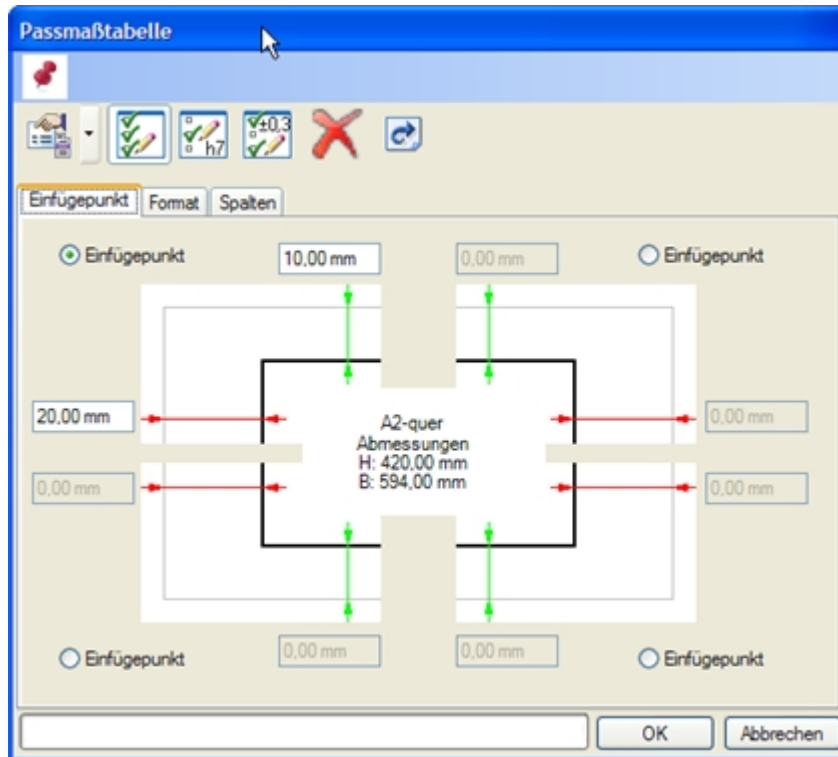 Passmaßtabelle
h7
±0,3
Einfügepunkt Format Spalten
Einfügepunkt 10,00 mm 0,00 mm Einfügepunkt
20,00 mm 0,00 mm
A2-quer
Abmessungen
H: 420,00 mm
B: 594,00 mm
0,00 mm 0,00 mm
Einfügepunkt 0,00 mm 0,00 mm Einfügepunkt
OK Abbrechen